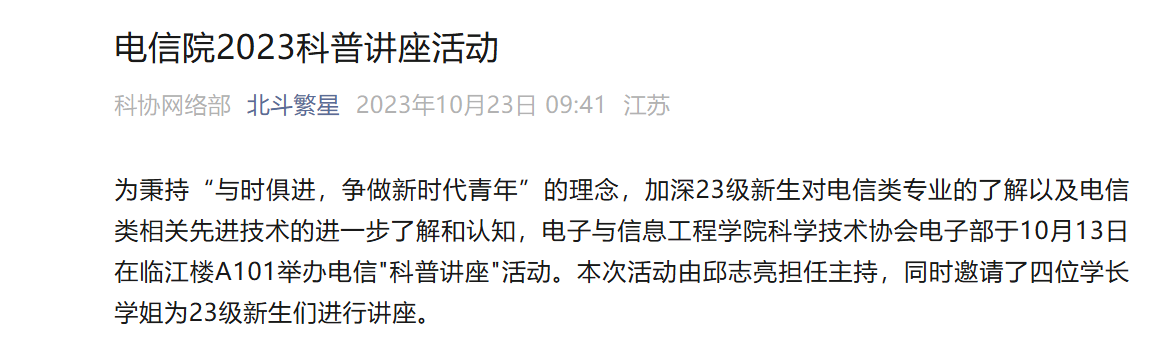 电信院2023科普讲座活动
科协网络部 北斗繁星 2023年10月23日 09:41 江苏
为秉持“与时俱进，争做新时代青年”的理念，加深23级新生对电信类专业的了解以及电信
类相关先进技术的进一步了解和认知，电子与信息工程学院科学技术协会电子部于10月13日
在临江楼A101举办电信"科普讲座"活动。本次活动由邱志亮担任主持，同时邀请了四位学长
学姐为23级新生们进行讲座。